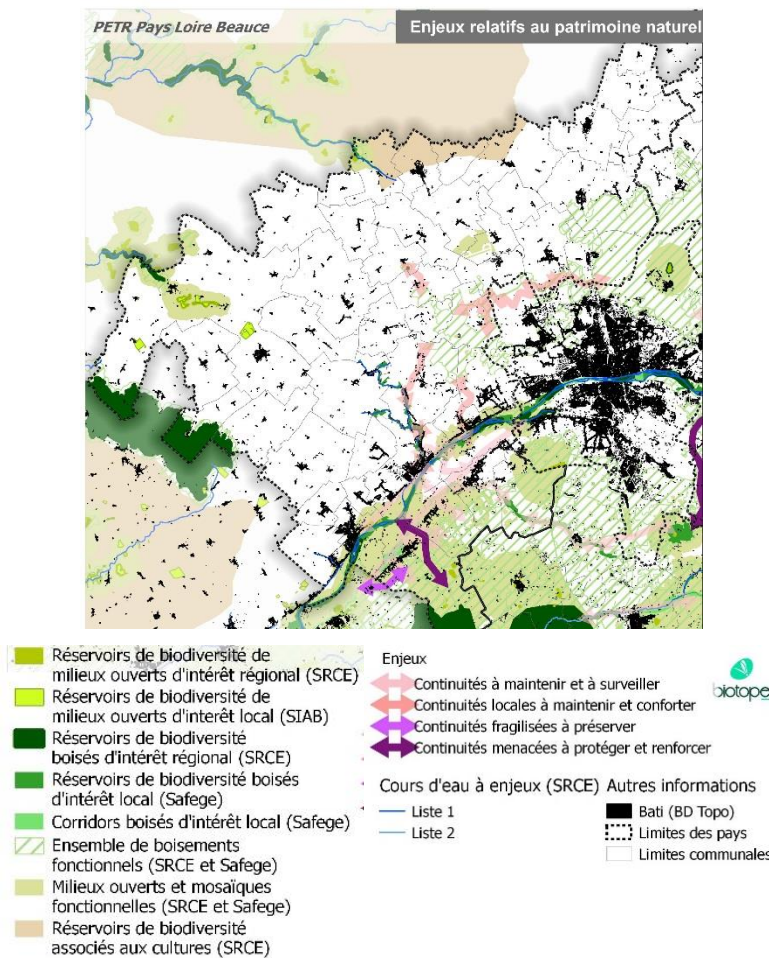 PETR Pays Loire Beauce
Enjeux relatifs au patrimoine naturel
Réservoirs de biodiversité de
milieux ouverts d'intérêt régional (SRCE)
Réservoirs de biodiversité de
milieux ouverts d'interêt local (SIAB)
Réservoirs de biodiversité
boisés d'intérêt régional (SRCE)
Réservoirs de biodiversité boisés
d'intérêt local (Safege)
Corridors boisés d'intérêt local (Safege)
Ensemble de boisements
fonctionnels (SRCE et Safege)
Milieux ouverts et mosaïques
fonctionnelles (SRCE et Safege)
Réservoirs de biodiversité
associés aux cultures (SRCE)
Enjeux
Continuités à maintenir et à surveiller
Continuités locales à maintenir et conforter
Continuités fragilisées à préserver
Continuités menacées à protéger et renforcer
Cours d'eau à enjeu (SRCE)
Liste 1
Liste 2
Autres informations
Bati (BD Topo)
Limites des pays
Limites communales
biotope